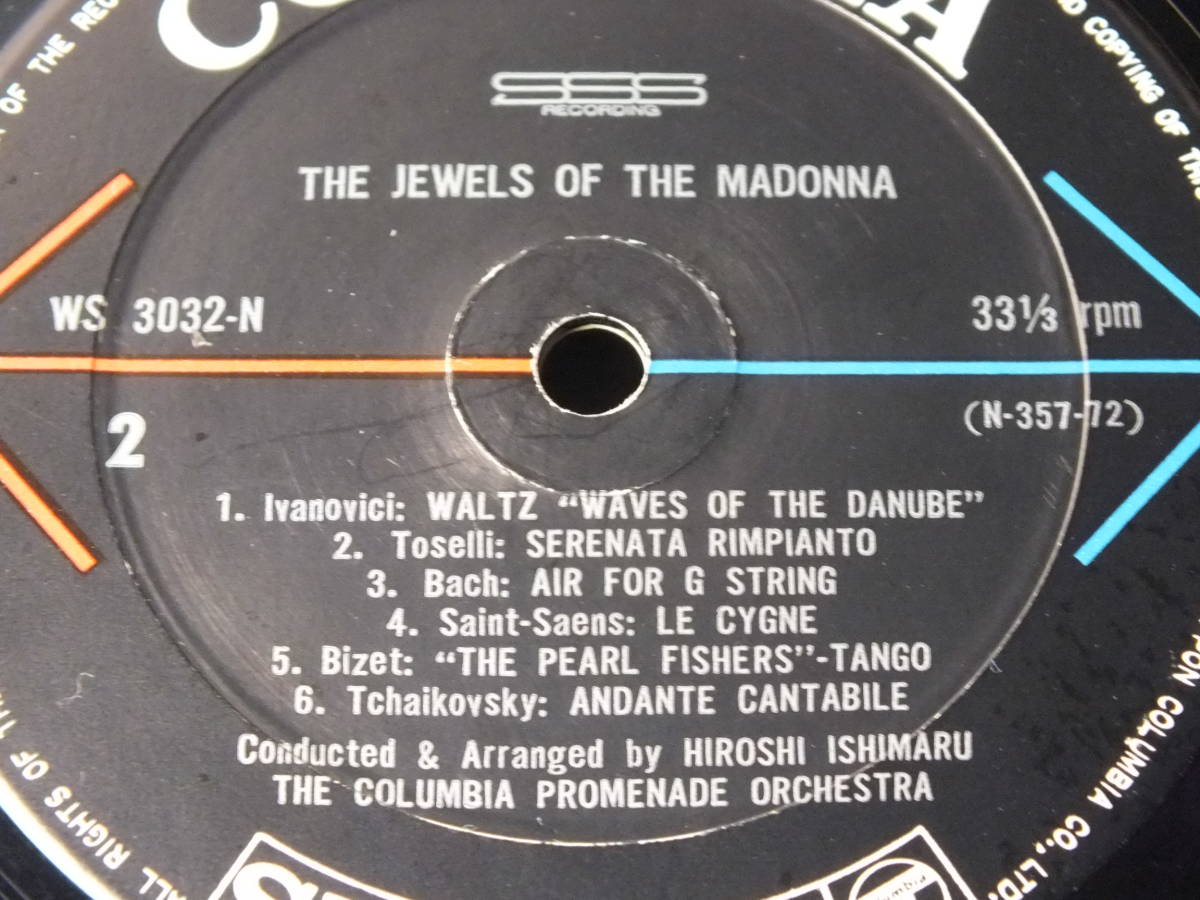 SSS
RECORDING
THE JEWELS OF THE MADONNA
WS 3032-N
33⅓ rpm
2
(N-357-72)
1. Ivanovici: WALTZ “WAVES OF THE DANUBE”
2. Toselli: SERENATA RIMPIANTO
3. Bach: AIR FOR G STRING
4. Saint-Saens: LE CYGNE
5. Bizet: “THE PEARL FISHERS”-TANGO
6. Tchaikovsky: ANDANTE CANTABILE
Conducted & Arranged by HIROSHI ISHIMARU
THE COLUMBIA PROMENADE ORCHESTRA
ALL RIGHTS OF
OF THE
COPYING OF
COLUMBIA CO., LTD.